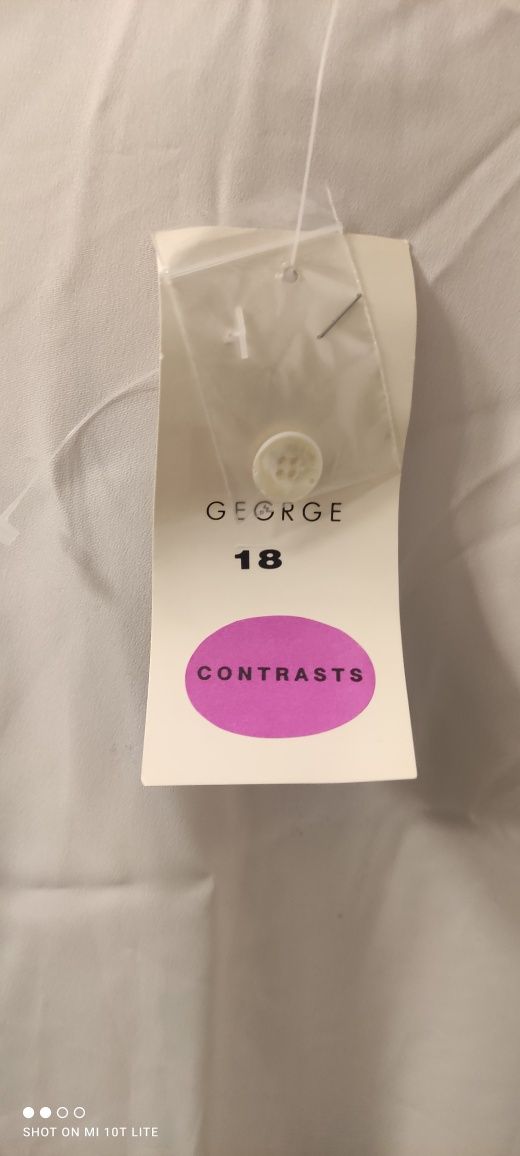 GEORGE
18
CONTRASTS
SHOT ON MI 10T LITE